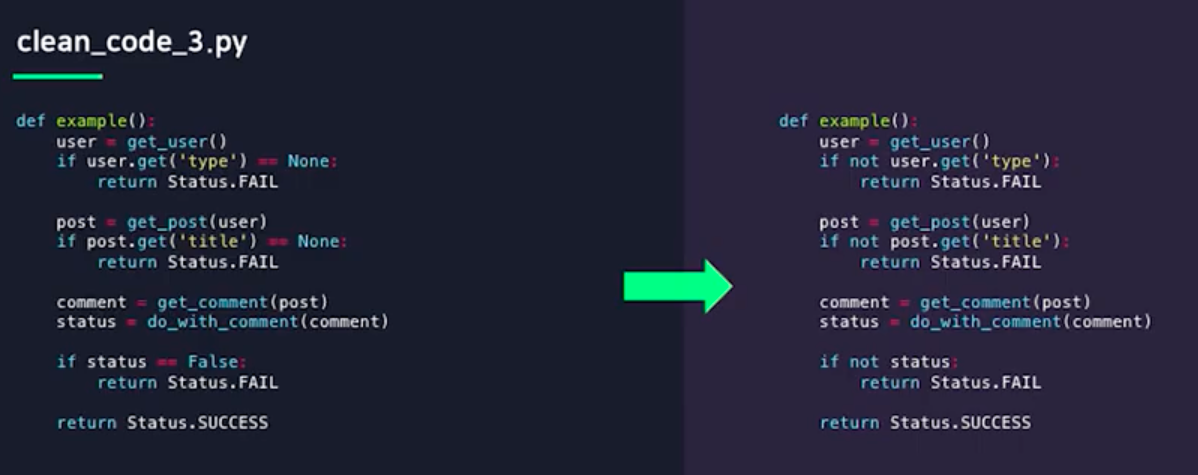 clean_code_3.py
def example():
    user = get_user()
    if user.get('type') == None:
        return Status.FAIL
    post = get_post(user)
    if post.get('title') == None:
        return Status.FAIL
    comment = get_comment(post)
    status = do_with_comment(comment)
    if status == False:
        return Status.FAIL
    return Status.SUCCESS
def example():
    user = get_user()
    if not user.get('type'):
        return Status.FAIL
    post = get_post(user)
    if not post.get('title'):
        return Status.FAIL
    comment = get_comment(post)
    status = do_with_comment(comment)
    if not status:
        return Status.FAIL
    return Status.SUCCESS